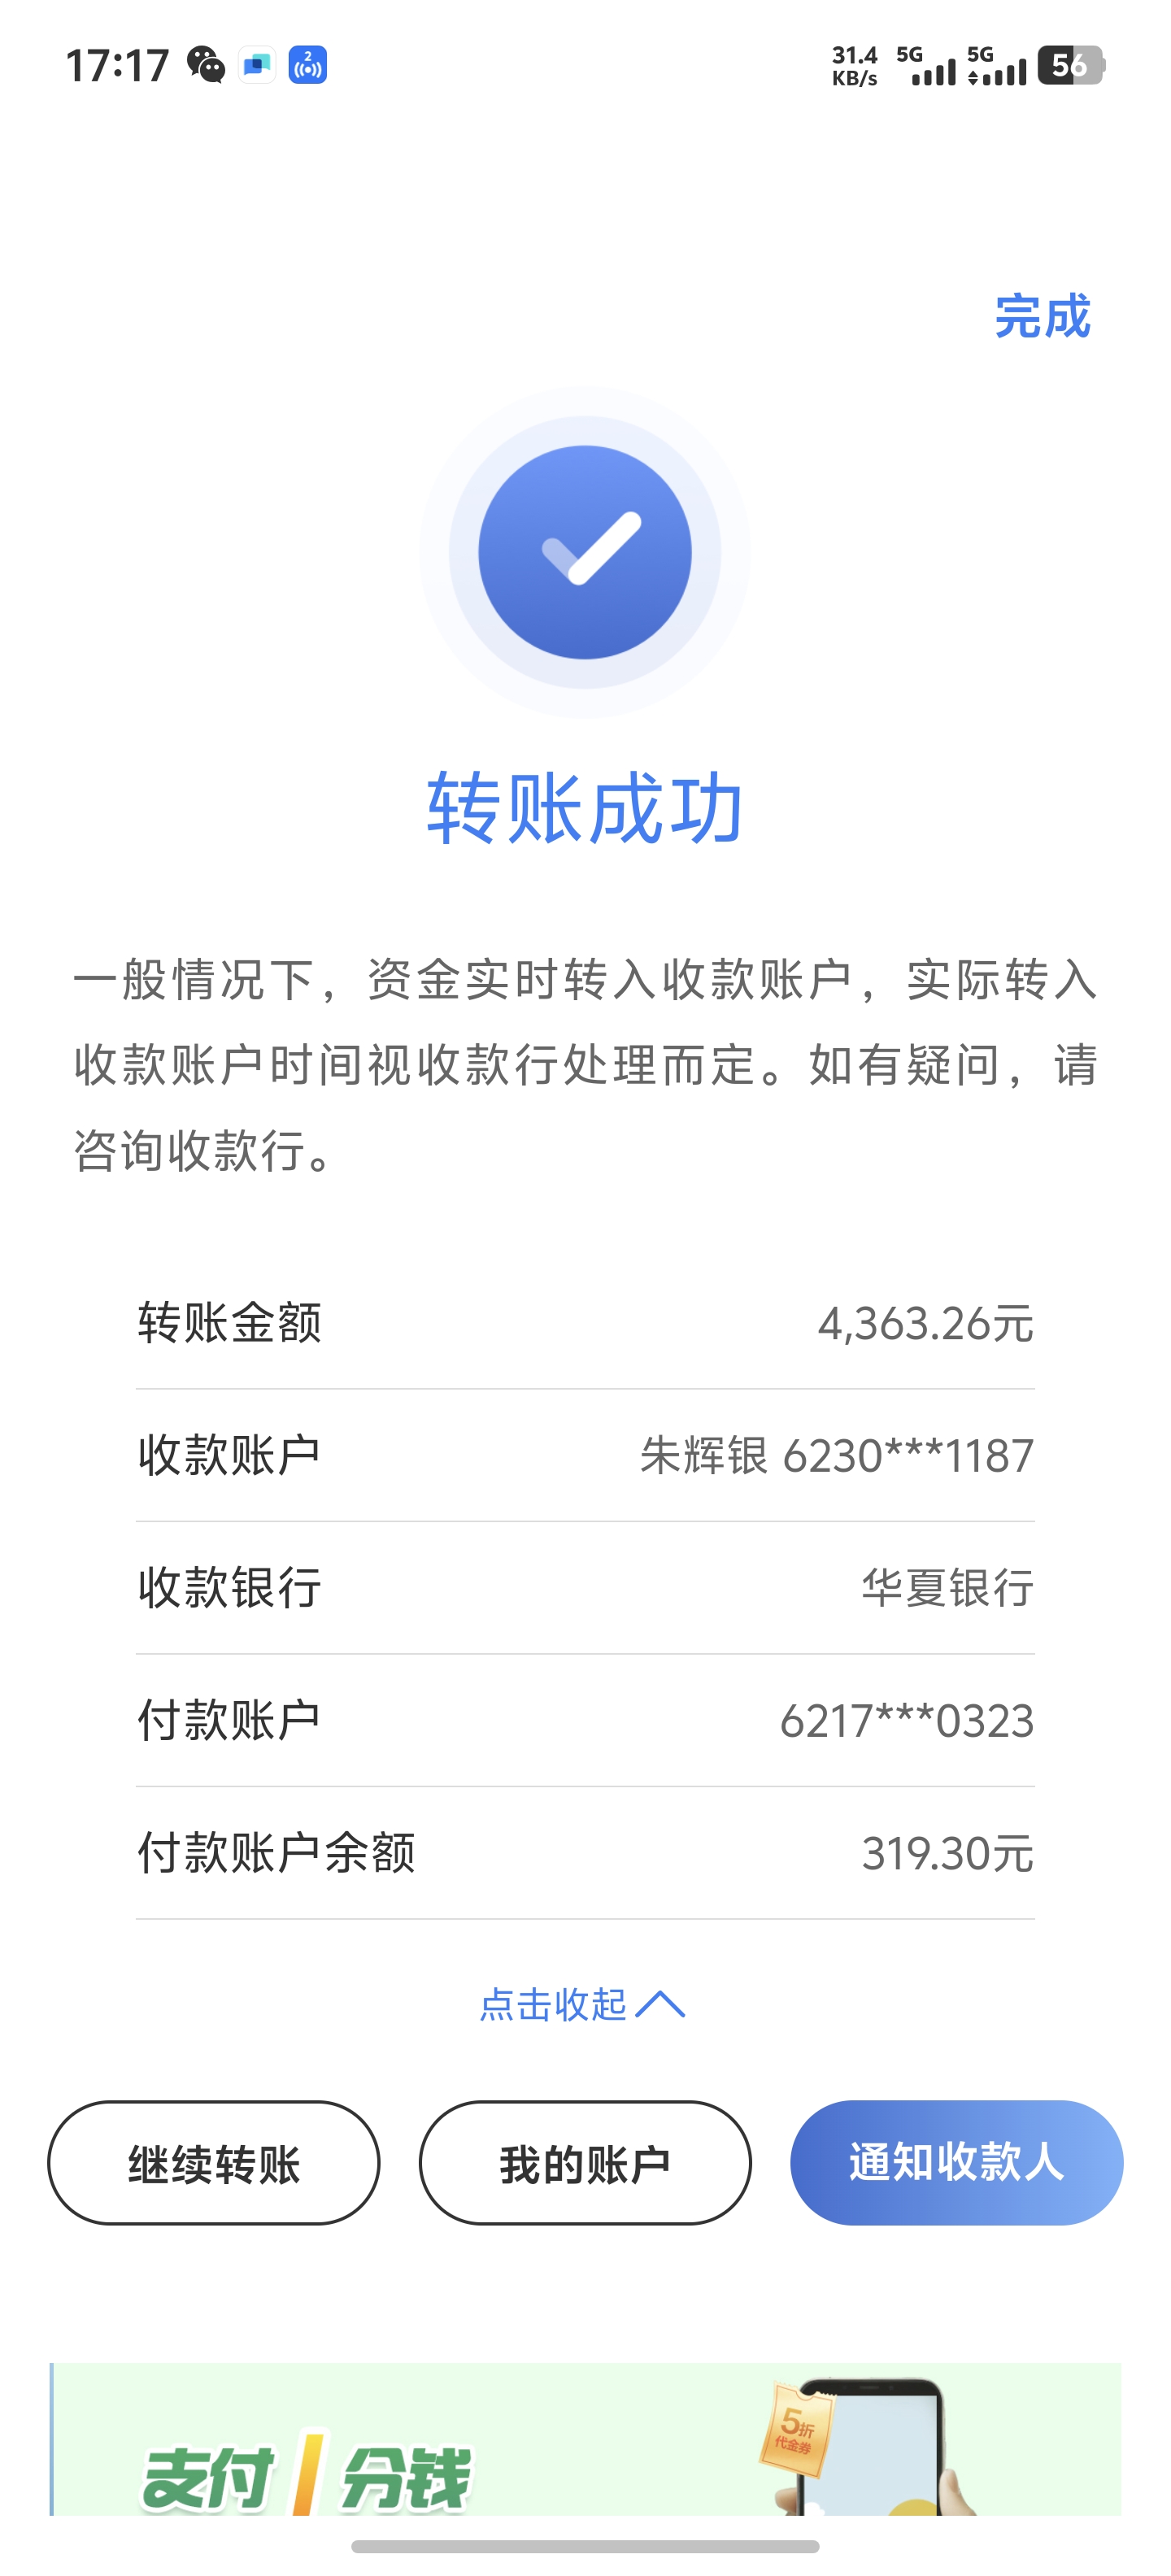 17:17
2
31.4 KB/s 5G 5G 56
完成
转账成功
一般情况下，资金实时转入收款账户，实际转入
收款账户时间视收款行处理而定。如有疑问，请
咨询收款行。
转账金额 4,363.26元
收款账户 朱辉银 6230***1187
收款银行 华夏银行
付款账户 6217***0323
付款账户余额 319.30元
点击收起
继续转账 我的账户 通知收款人
5折
代金券
支付1分钱